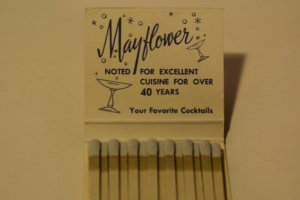 Mayflower
NOTED FOR EXCELLENT
CUISINE FOR OVER
40 YEARS
Your Favorite Cocktails